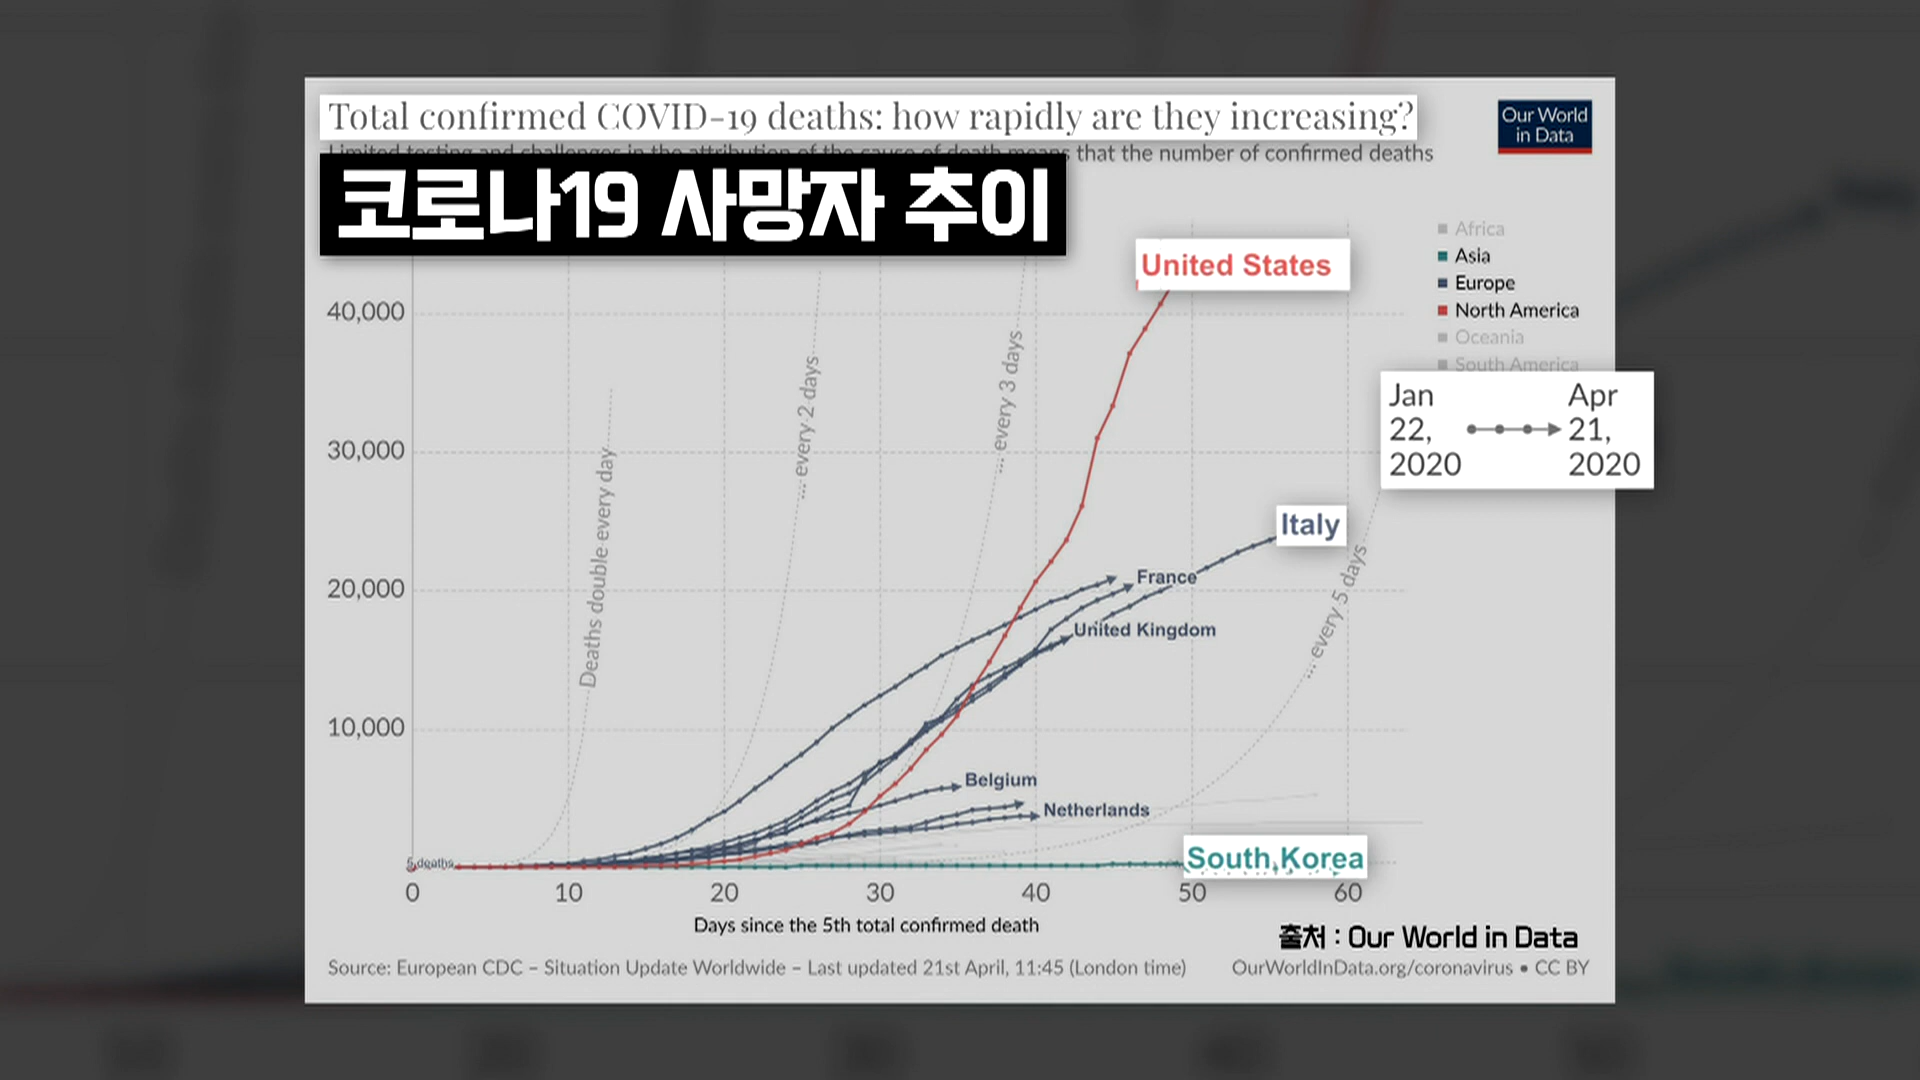 Total confirmed COVID-19 deaths: how rapidly are they increasing?
Our World
in Data
that the number of confirmed deaths
코로나19 사망자 추이
Africa
Asia
Europe
North America
Oceania
South America
Jan
22,
2020
Apr
21,
2020
40,000
30,000
20,000
10,000
Deaths double every day
... every 2 days
... every 3 days
... every 5 days
United States
Italy
France
United Kingdom
Belgium
Netherlands
South Korea
5 deaths
0
10
20
30
40
50
60
Days since the 5th total confirmed death
출처 : Our World in Data
Source: European CDC – Situation Update Worldwide – Last updated 21st April, 11:45 (London time)
OurWorldInData.org/coronavirus • CC BY